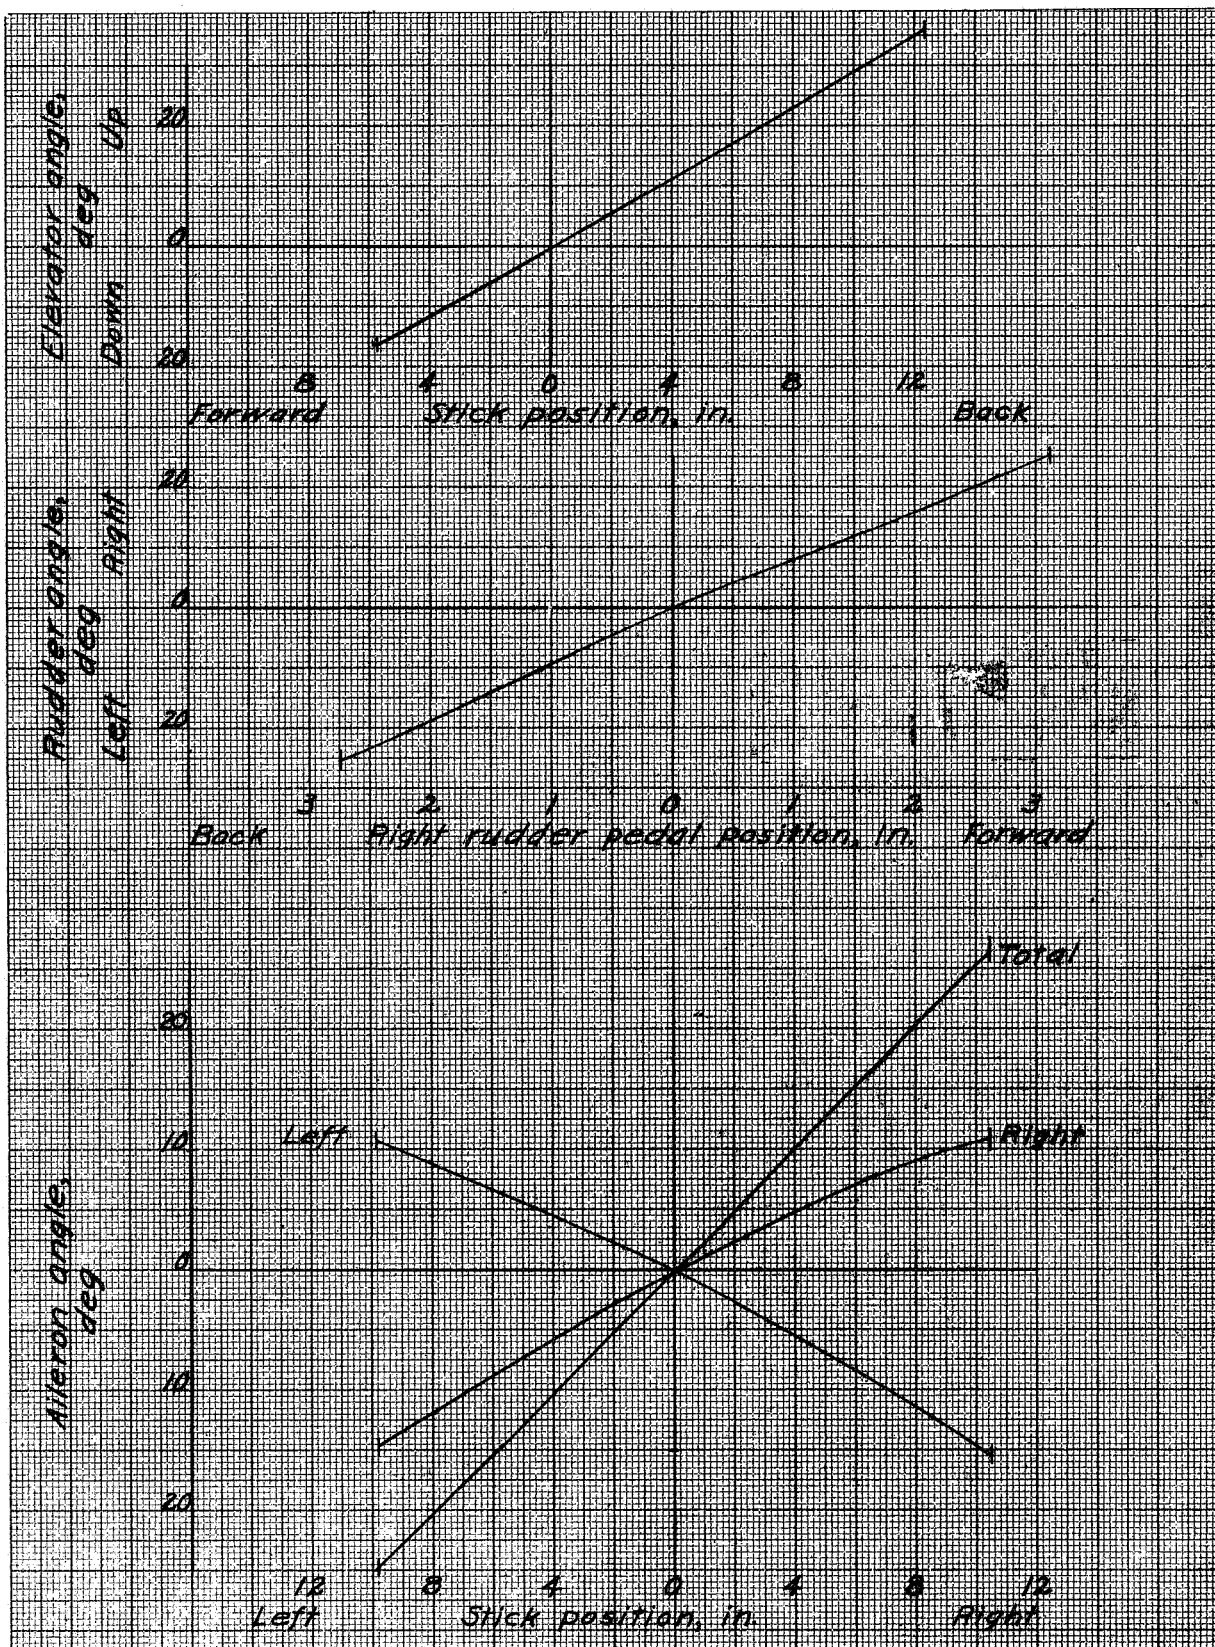 Elevator angle,
deg
Down Up
20
0
20
8 4 0 4 8 12
Forward Stick position, in. Back
Rudder angle,
deg
Left Right
20
0
20
3 2 1 0 1 2 3
Back Right rudder pedal position, in. Forward
Aileron angle,
deg
20
10
0
10
20
Total
Left
Right
12 8 4 0 4 8 12
Left Stick position, in. Right